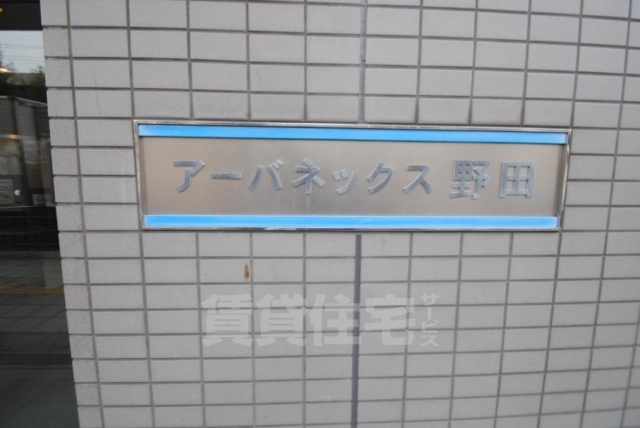 アーバネックス 野田
賃貸住宅サービス